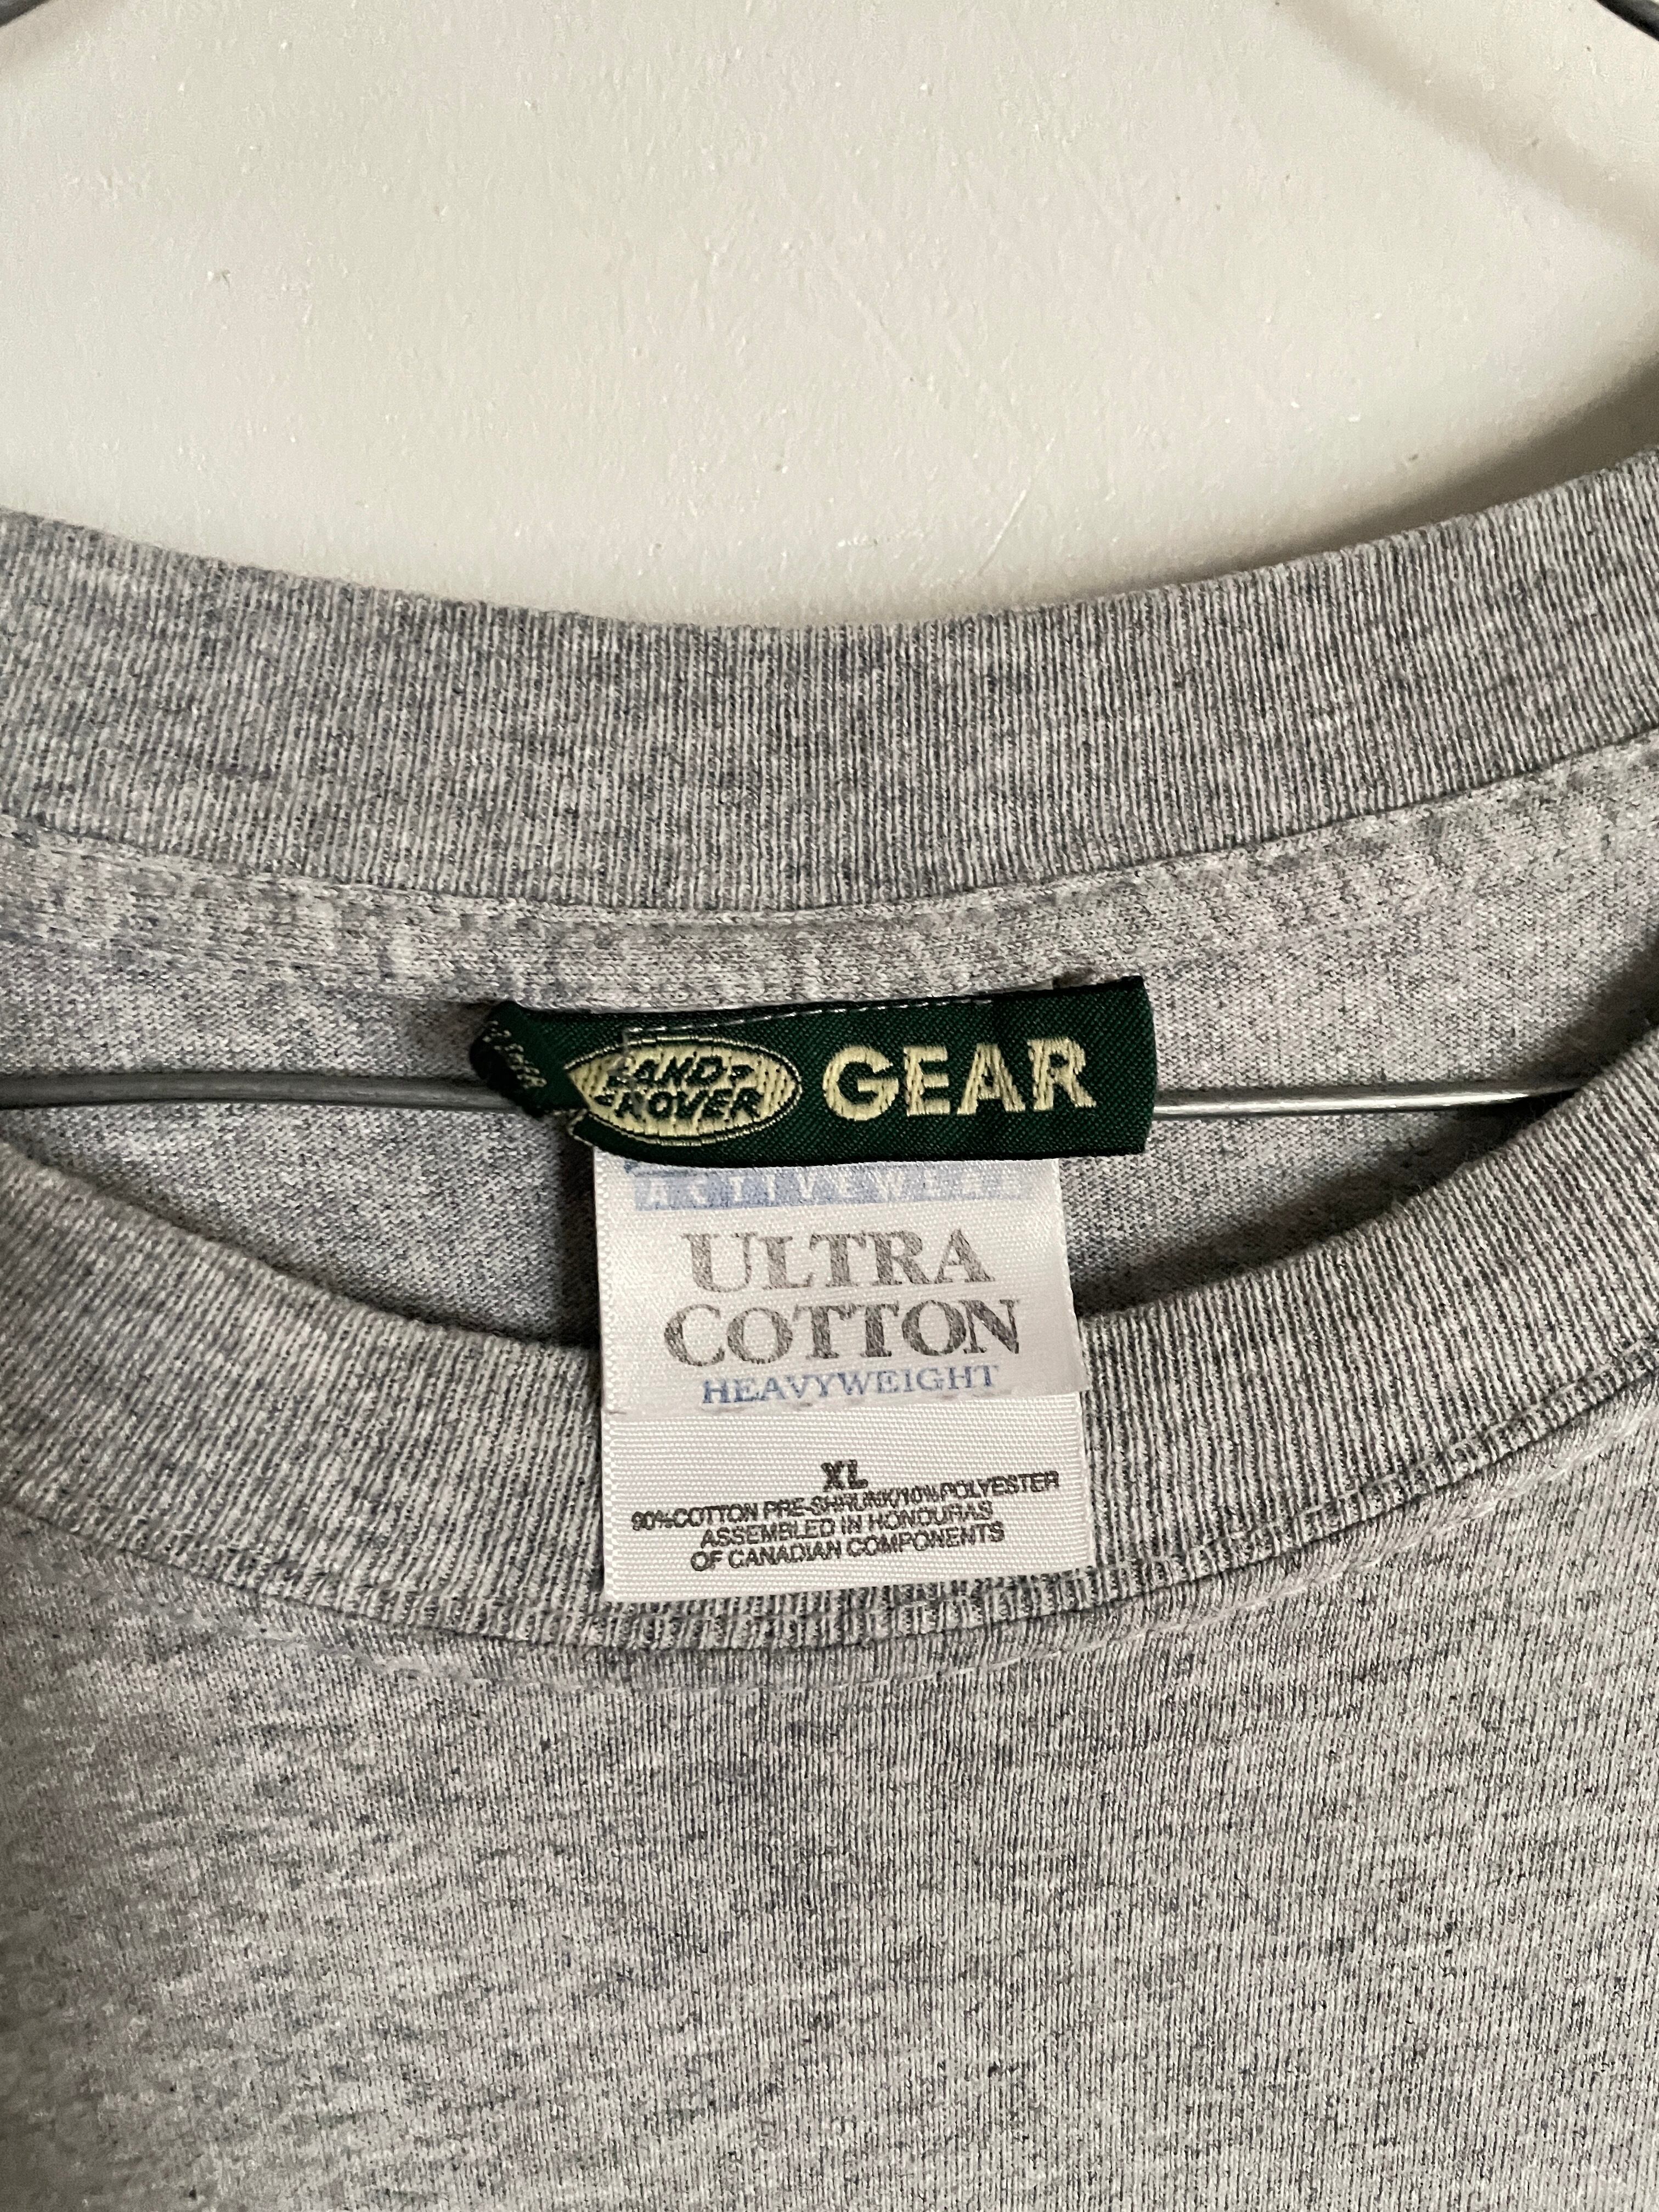 LAND ROVER GEAR
ACTIVEWEAR
ULTRA
COTTON
HEAVYWEIGHT
XL
90%COTTON PRE-SHRUNK/10%POLYESTER
ASSEMBLED IN HONDURAS
OF CANADIAN COMPONENTS